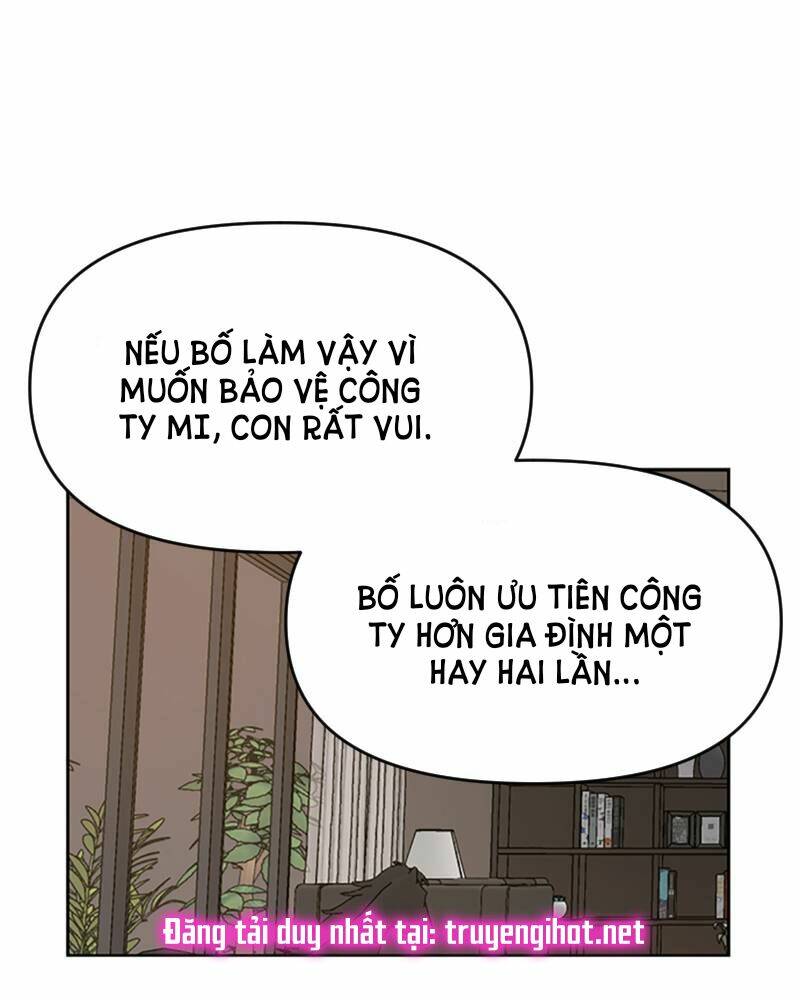 NẾU BỐ LÀM VẬY VÌ
MUỐN BẢO VỆ CÔNG
TY MI, CON RẤT VUI.
BỐ LUÔN ƯU TIÊN CÔNG
TY HƠN GIA ĐÌNH MỘT
HAY HAI LẦN...
Đăng tải duy nhất tại: truyengihot.net